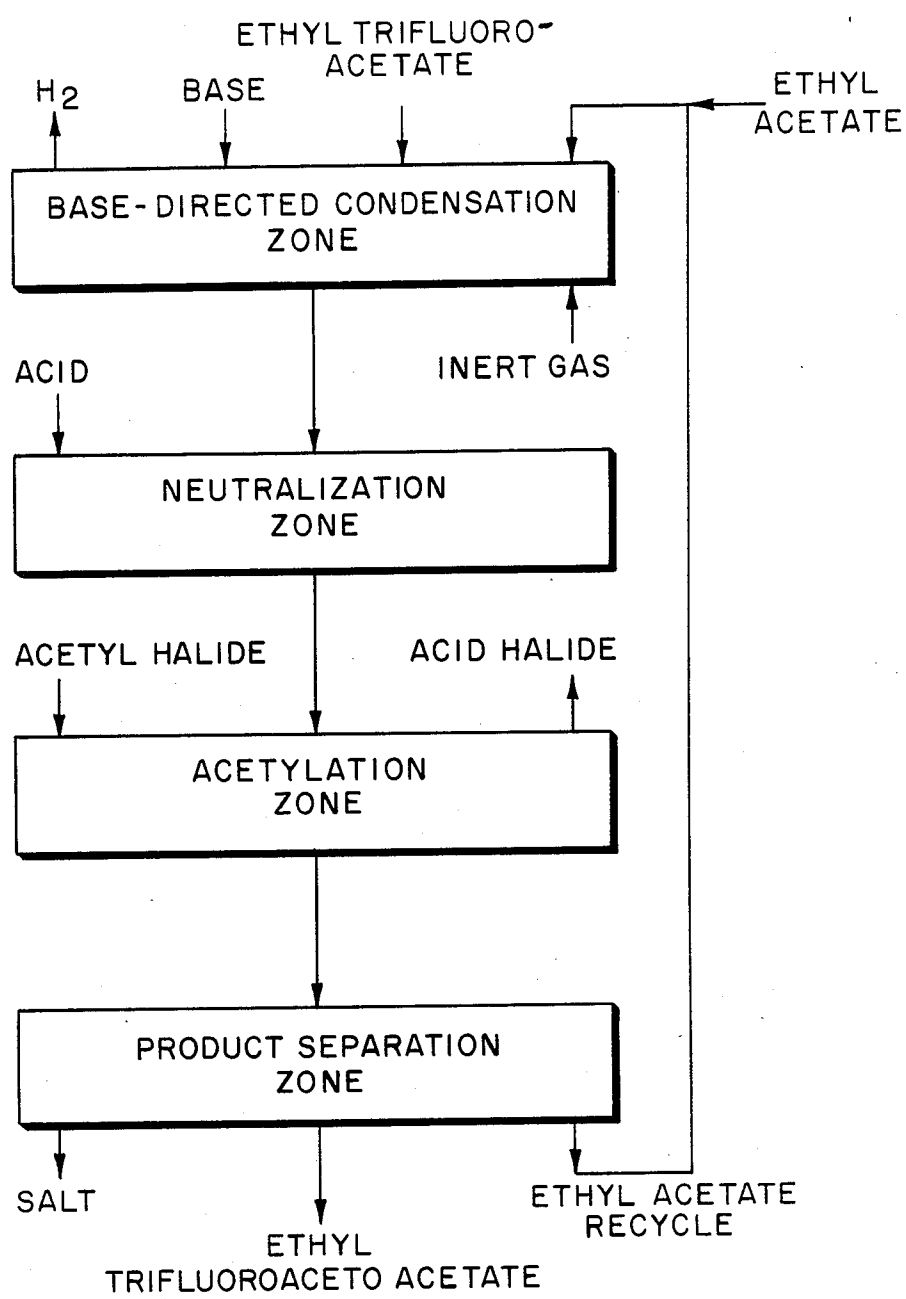 ETHYL TRIFLUORO-
ACETATE
H2
BASE
ETHYL
ACETATE
BASE-DIRECTED CONDENSATION
ZONE
INERT GAS
ACID
NEUTRALIZATION
ZONE
ACETYL HALIDE
ACID HALIDE
ACETYLATION
ZONE
PRODUCT SEPARATION
ZONE
SALT
ETHYL
TRIFLUOROACETO ACETATE
ETHYL ACETATE
RECYCLE